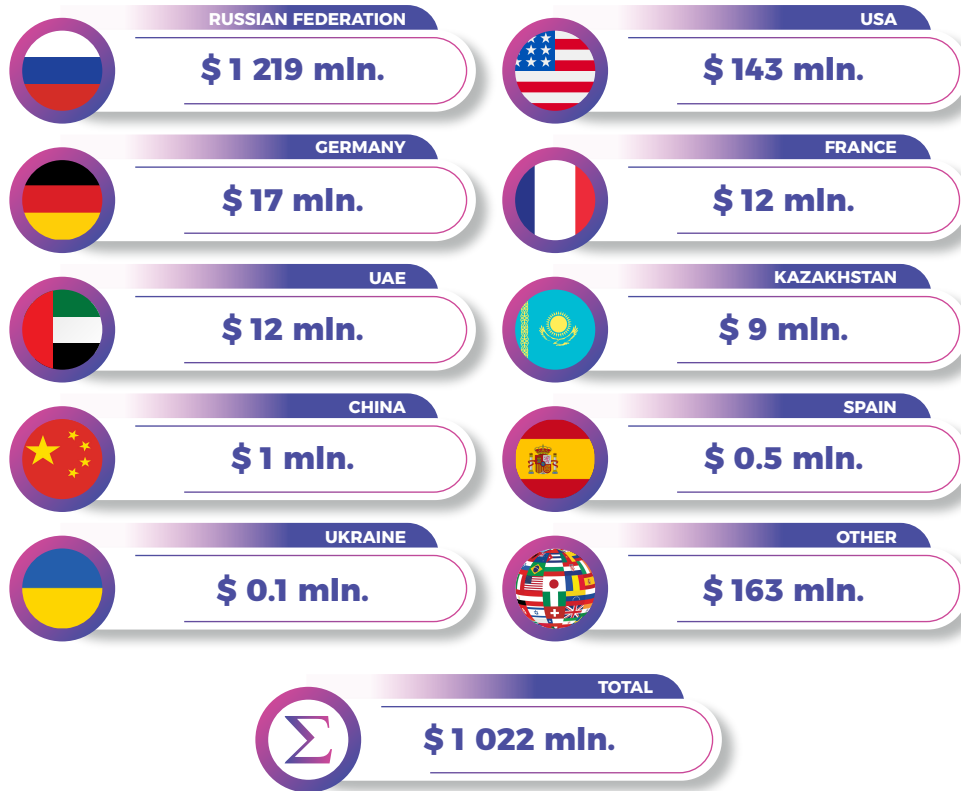 RUSSIAN FEDERATION
$ 1 219 mln.
USA
$ 143 mln.
GERMANY
$ 17 mln.
FRANCE
$ 12 mln.
UAE
$ 12 mln.
KAZAKHSTAN
$ 9 mln.
CHINA
$ 1 mln.
SPAIN
$ 0.5 mln.
UKRAINE
$ 0.1 mln.
OTHER
$ 163 mln.
TOTAL
Σ
$ 1 022 mln.